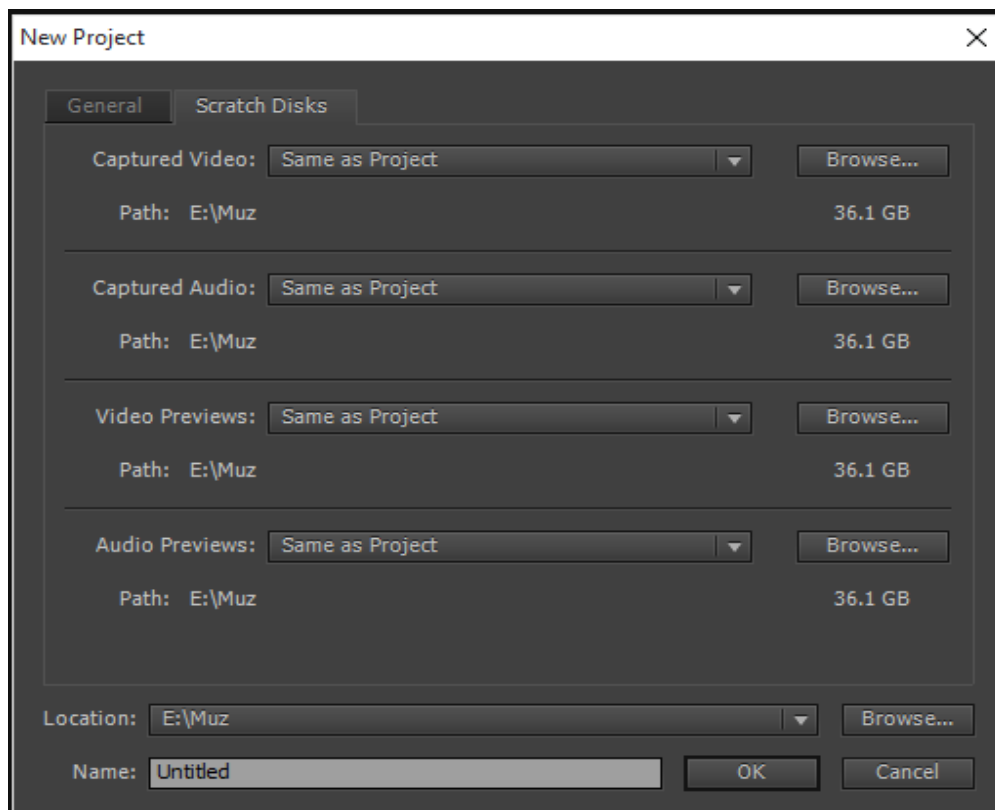 New Project
General Scratch Disks
Captured Video: Same as Project Browse...
Path: E:\Muz 36.1 GB
Captured Audio: Same as Project Browse...
Path: E:\Muz 36.1 GB
Video Previews: Same as Project Browse...
Path: E:\Muz 36.1 GB
Audio Previews: Same as Project Browse...
Path: E:\Muz 36.1 GB
Location: E:\Muz Browse...
Name: Untitled OK Cancel